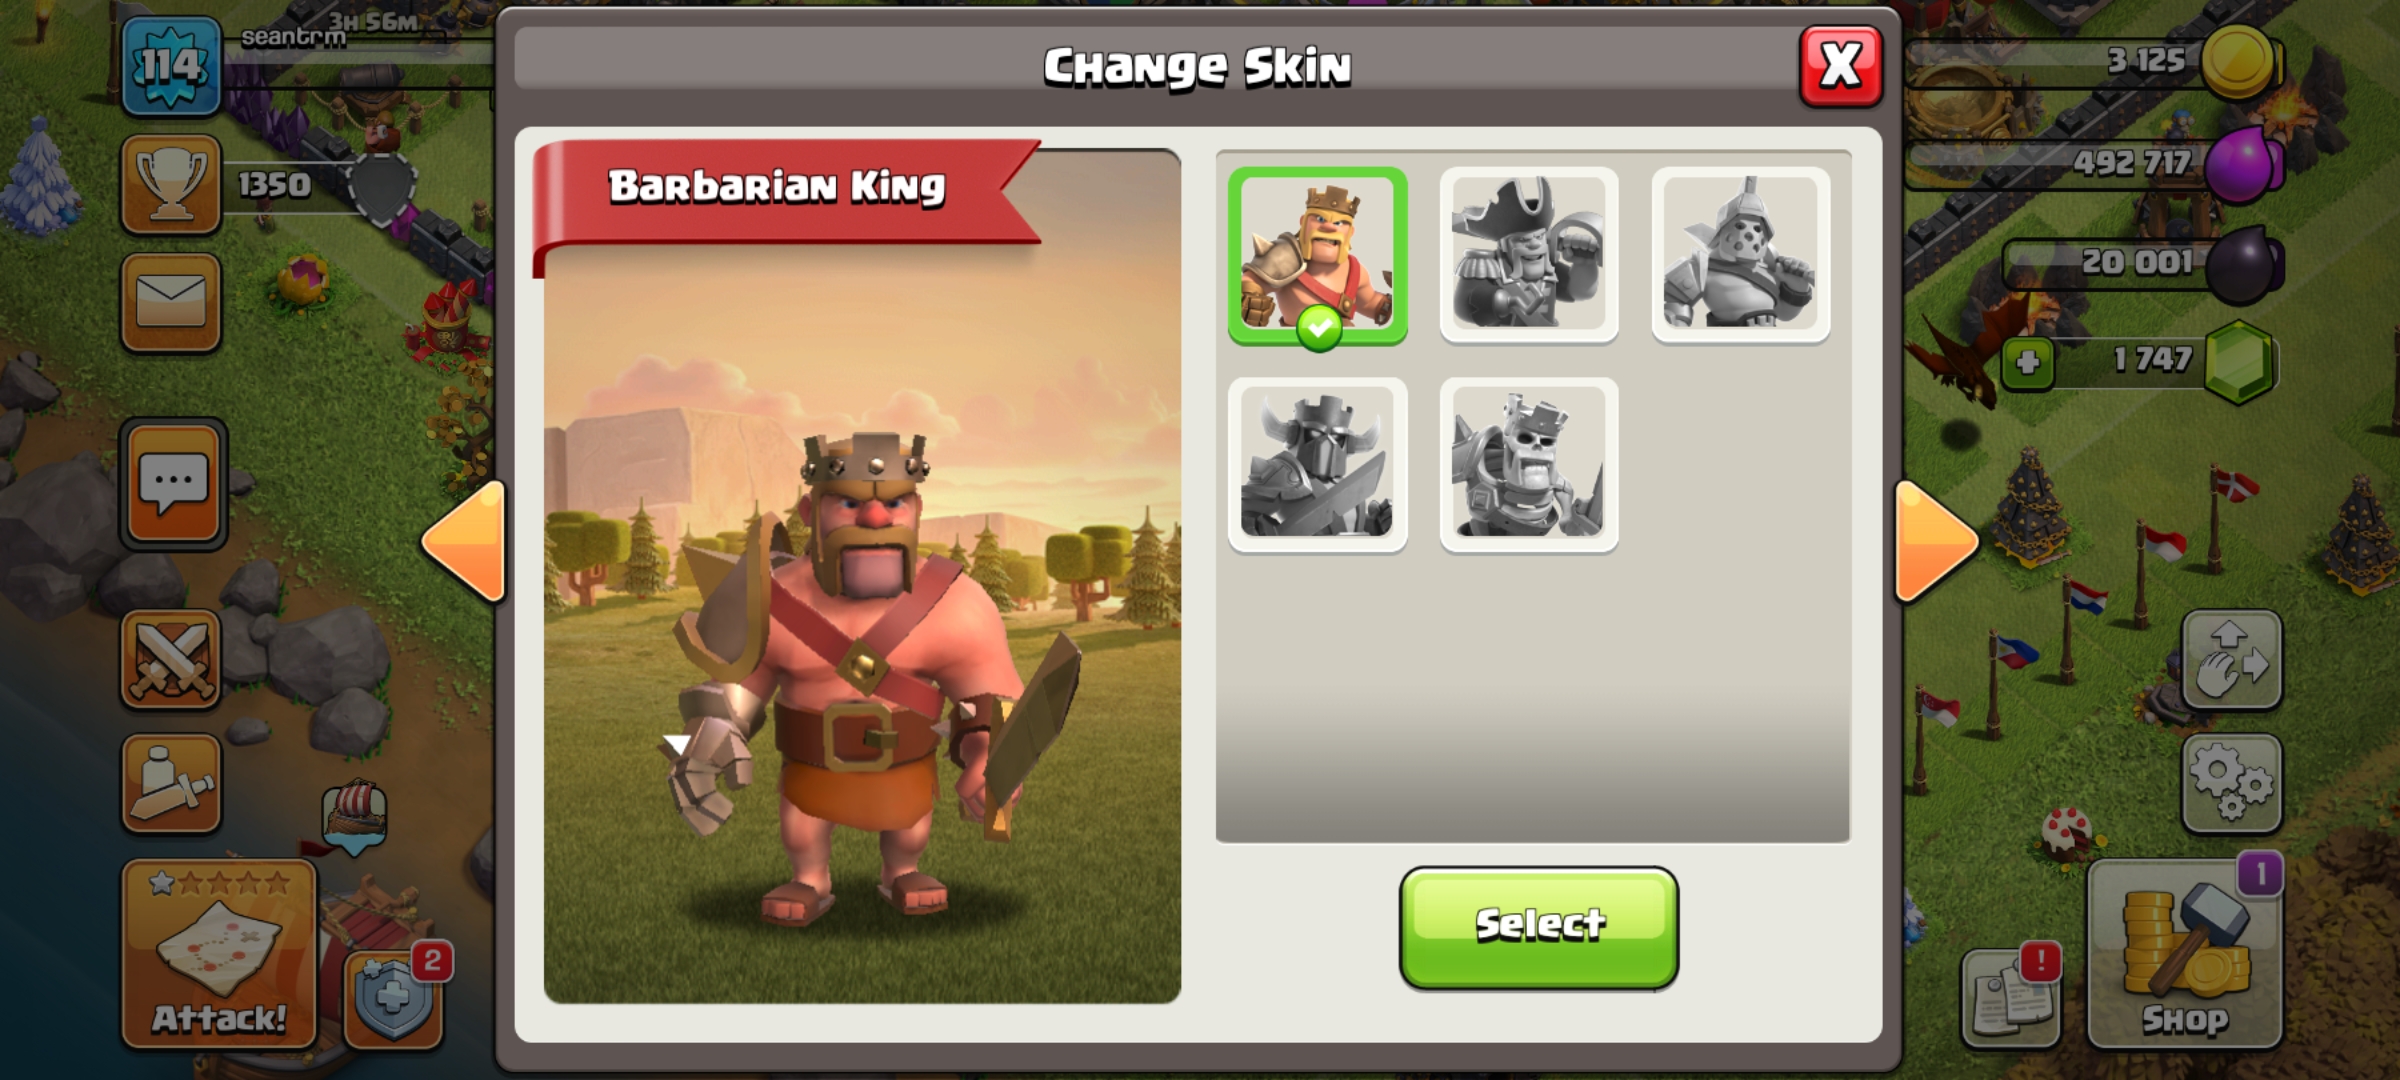 114
3H 56M
seantrm
1350
Change Skin
X
3 125
492 717
20 001
1 747
Barbarian King
Select
Attack!
2
!
1
Shop